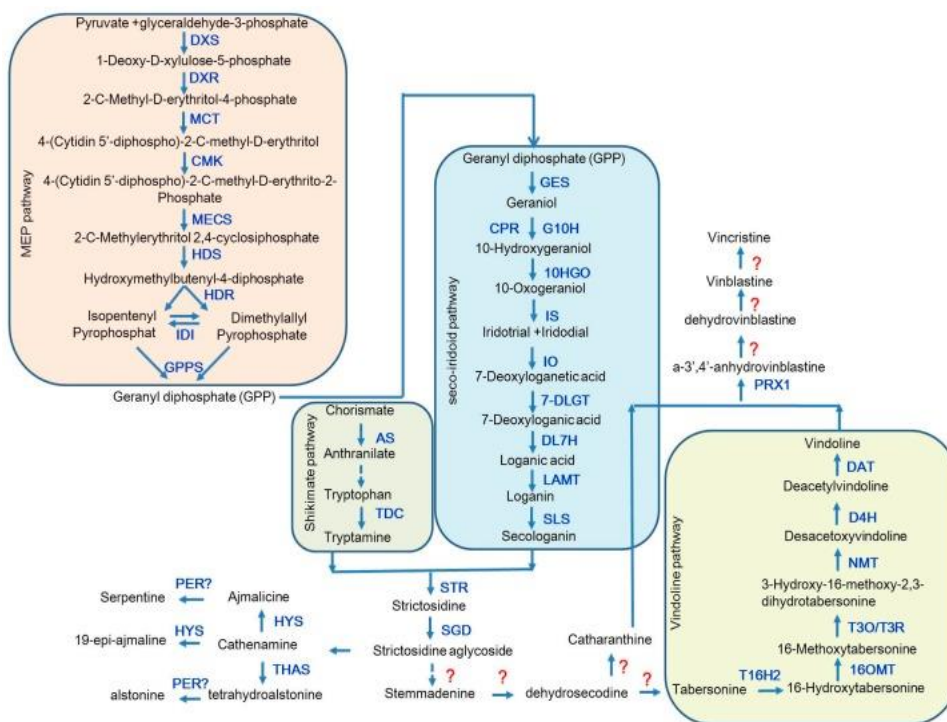 Pyruvate +glyceraldehyde-3-phosphate
DXS
1-Deoxy-D-xylulose-5-phosphate
DXR
2-C-Methyl-D-erythritol-4-phosphate
MCT
4-(Cytidin 5'-diphospho)-2-C-methyl-D-erythritol
CMK
4-(Cytidin 5'-diphospho)-2-C-methyl-D-erythrito-2-
Phosphate
MECS
2-C-Methylerythritol 2,4-cyclosiphosphate
HDS
Hydroxymethylbutenyl-4-diphosphate
HDR
Isopentenyl
Pyrophosphat
IDI
Dimethylallyl
Pyrophosphate
GPPS
Geranyl diphosphate (GPP)
MEP pathway
Chorismate
AS
Anthranilate
Tryptophan
TDC
Tryptamine
Shikimate pathway
Geranyl diphosphate (GPP)
GES
Geraniol
CPR
G10H
10-Hydroxygeraniol
10HGO
10-Oxogeraniol
IS
Iridotrial +Iridodial
IO
7-Deoxyloganetic acid
7-DLGT
7-Deoxyloganic acid
DL7H
Loganic acid
LAMT
Loganin
SLS
Secologanin
seco-iridoid pathway
Vincristine
?
Vinblastine
?
dehydrovinblastine
?
a-3',4'-anhydrovinblastine
PRX1
Vindoline
DAT
Deacetylvindoline
D4H
Desacetoxyvindoline
NMT
3-Hydroxy-16-methoxy-2,3-
dihydrotabersonine
T3O/T3R
16-Methoxytabersonine
16OMT
T16H2
Tabersonine
16-Hydroxytabersonine
Vindoline pathway
STR
Strictosidine
SGD
Strictosidine aglycoside
?
Stemmadenine
?
dehydrosecodine
?
Catharanthine
?
PER?
Serpentine
Ajmalicine
HYS
HYS
19-epi-ajmaline
Cathenamine
THAS
PER?
alstonine
tetrahydroalstonine